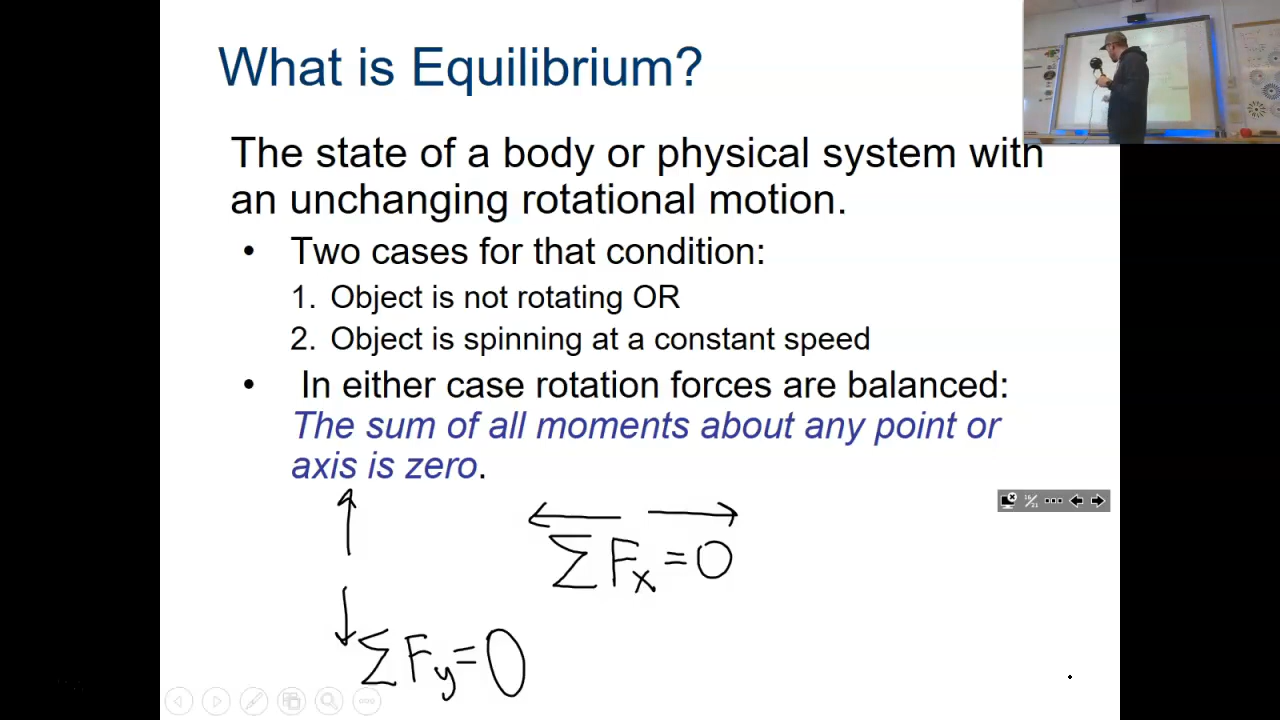 What is Equilibrium?
The state of a body or physical system with
an unchanging rotational motion.
• Two cases for that condition:
1. Object is not rotating OR
2. Object is spinning at a constant speed
• In either case rotation forces are balanced:
The sum of all moments about any point or
axis is zero.
ΣFx=0
ΣFy=0